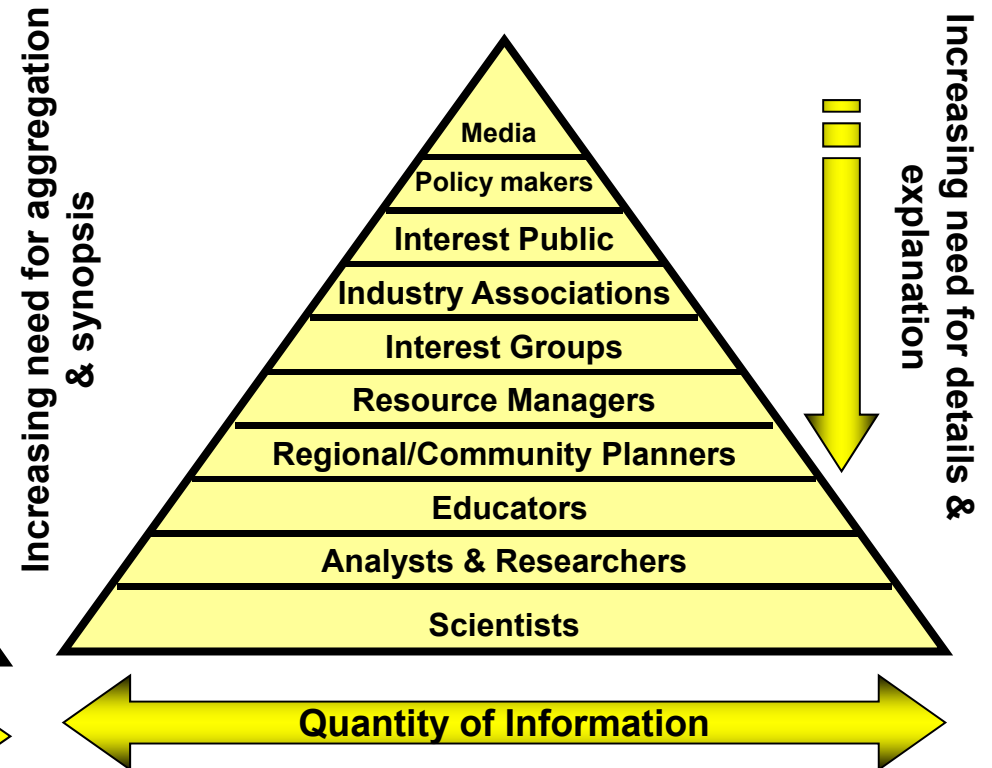 Increasing need for aggregation
& synopsis
Media
Policy makers
Interest Public
Industry Associations
Interest Groups
Resource Managers
Regional/Community Planners
Educators
Analysts & Researchers
Scientists
Increasing need for details &
explanation
Quantity of Information